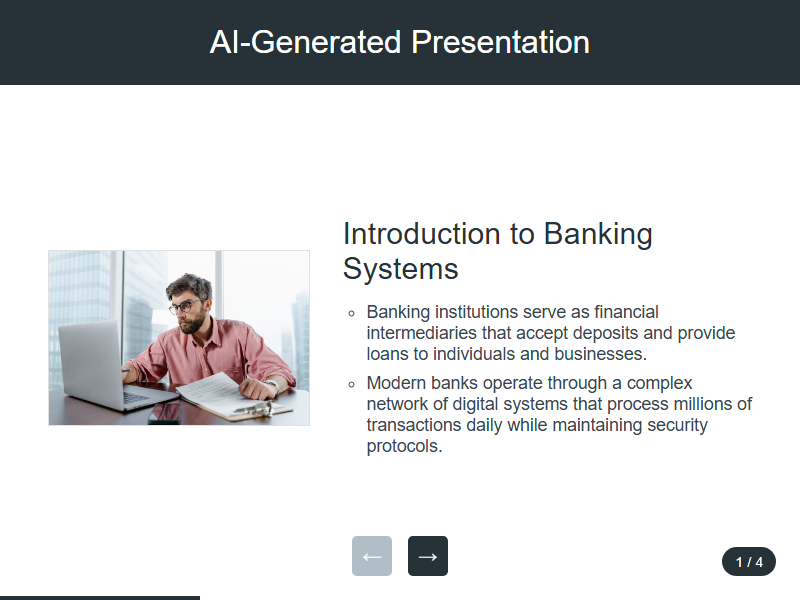 AI-Generated Presentation
Introduction to Banking
Systems
Banking institutions serve as financial
intermediaries that accept deposits and provide
loans to individuals and businesses.
Modern banks operate through a complex
network of digital systems that process millions of
transactions daily while maintaining security
protocols.
← →
1 / 4